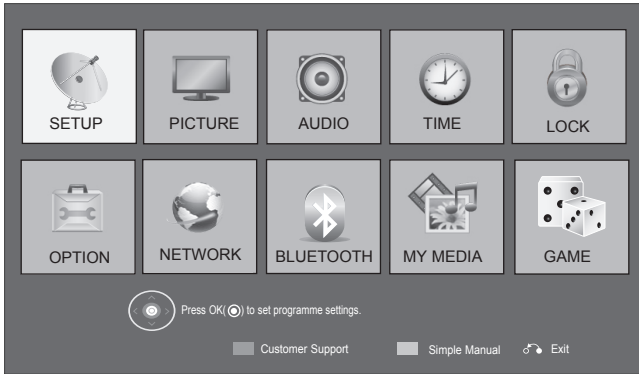 SETUP PICTURE AUDIO TIME LOCK
OPTION NETWORK BLUETOOTH MY MEDIA GAME
Press OK( ) to set programme settings.
Customer Support Simple Manual Exit